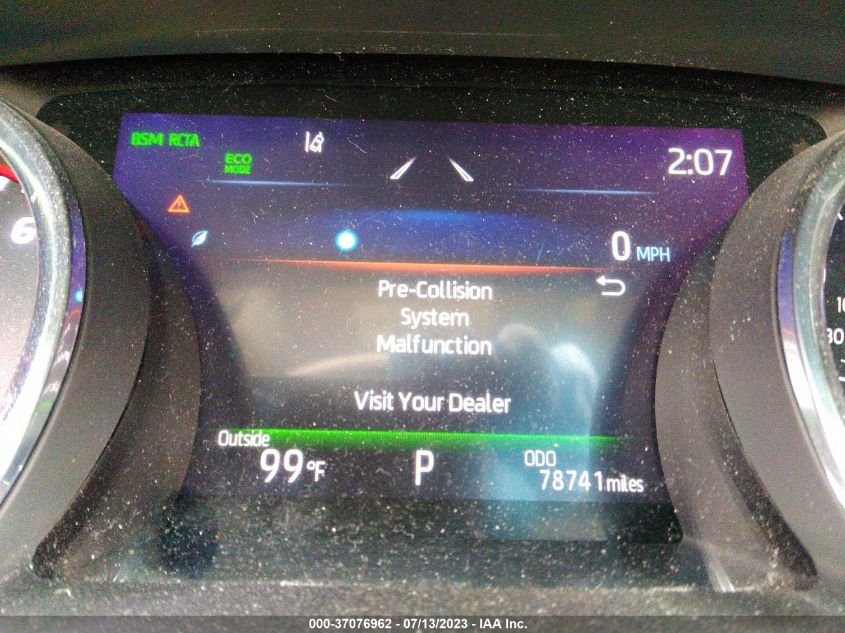 BSM RCTA
ECO
MODE
2:07
6
0 MPH
Pre-Collision
System
Malfunction
Visit Your Dealer
Outside
99°F
P
ODO
78741 miles
000-37076962 - 07/13/2023 - IAA Inc.